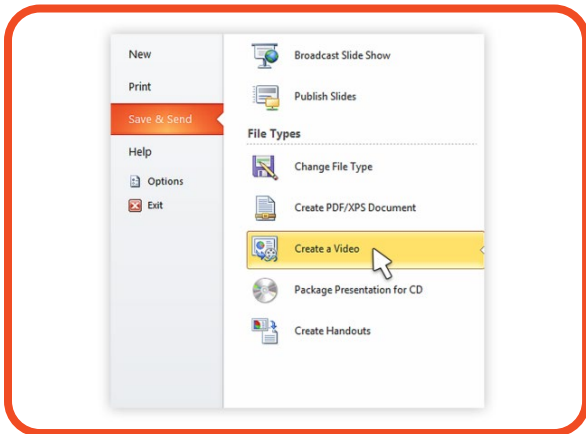 New
Print
Save & Send
Help
Options
Exit
Broadcast Slide Show
Publish Slides
File Types
Change File Type
Create PDF/XPS Document
Create a Video
Package Presentation for CD
Create Handouts